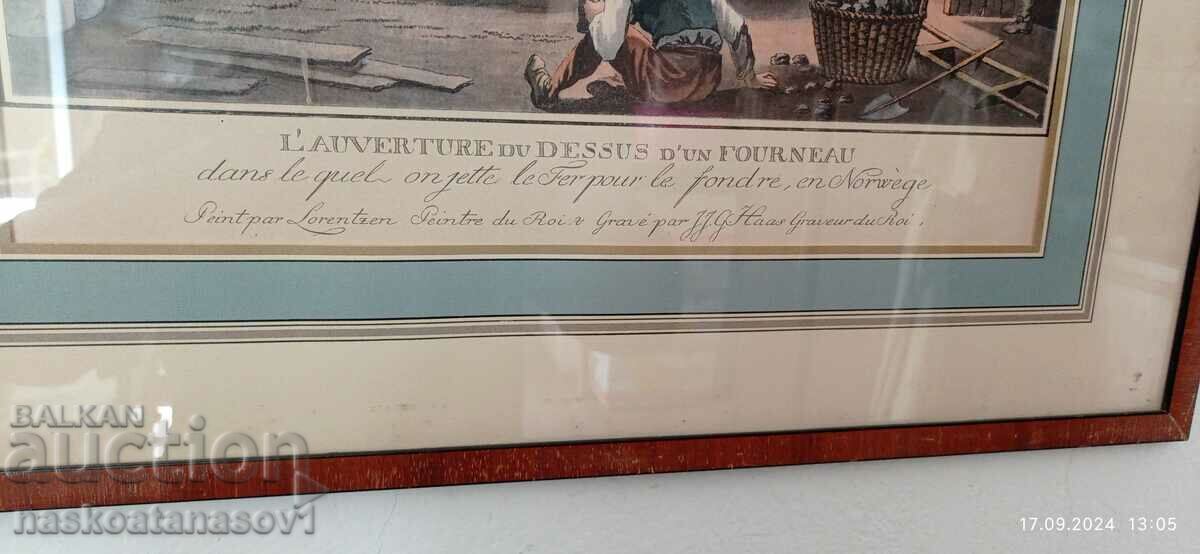 L'AUVERTURE DU DESSUS D'UN FOURNEAU
dans le quel on jette le Fer pour le fondre, en Norwège
Peint par Lorentzen Peintre du Roi. & Gravé par J.J.G. Haas Graveur du Roi.
BALKAN
auction
naskoatanasov1
17.09.2024 13:05